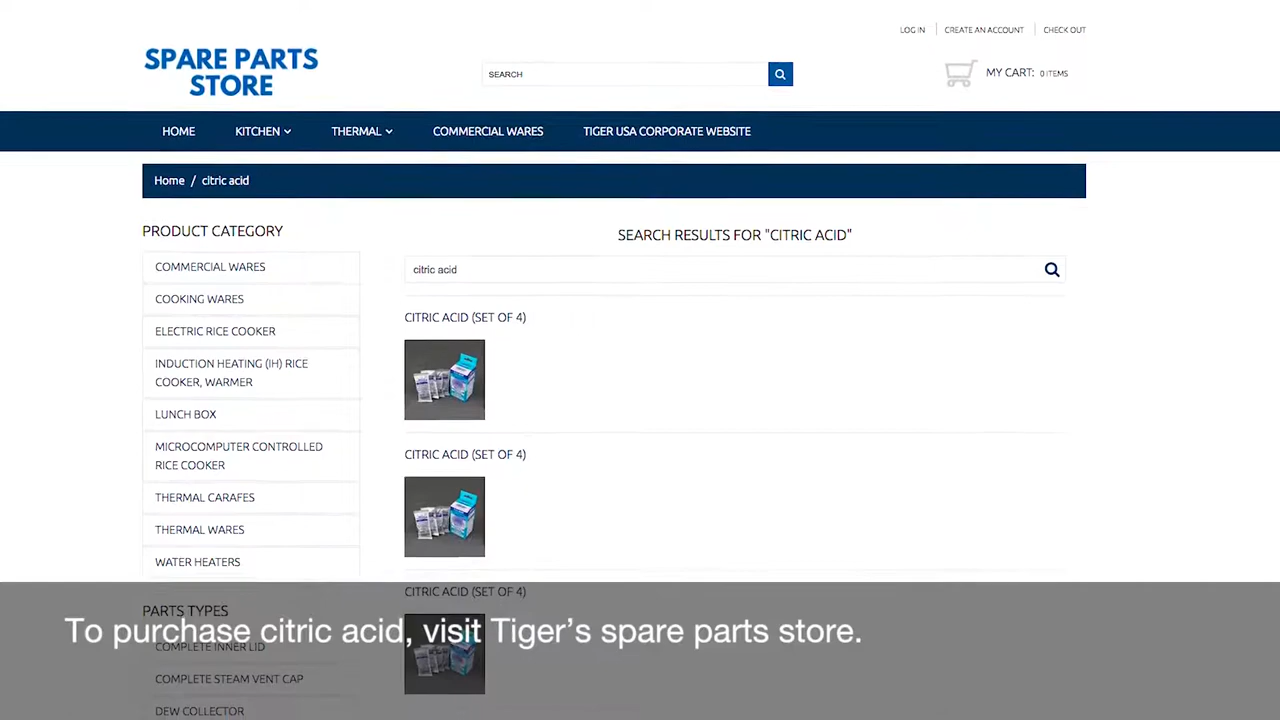 LOG IN
CREATE AN ACCOUNT
CHECK OUT
SPARE PARTS
STORE
SEARCH
MY CART: 0 ITEMS
HOME
KITCHEN
THERMAL
COMMERCIAL WARES
TIGER USA CORPORATE WEBSITE
Home / citric acid
PRODUCT CATEGORY
COMMERCIAL WARES
COOKING WARES
ELECTRIC RICE COOKER
INDUCTION HEATING (IH) RICE
COOKER, WARMER
LUNCH BOX
MICROCOMPUTER CONTROLLED
RICE COOKER
THERMAL CARAFES
THERMAL WARES
WATER HEATERS
PARTS TYPES
COMPLETE INNER LID
COMPLETE STEAM VENT CAP
DEW COLLECTOR
SEARCH RESULTS FOR "CITRIC ACID"
citric acid
CITRIC ACID (SET OF 4)
CITRIC ACID (SET OF 4)
CITRIC ACID (SET OF 4)
To purchase citric acid, visit Tiger's spare parts store.